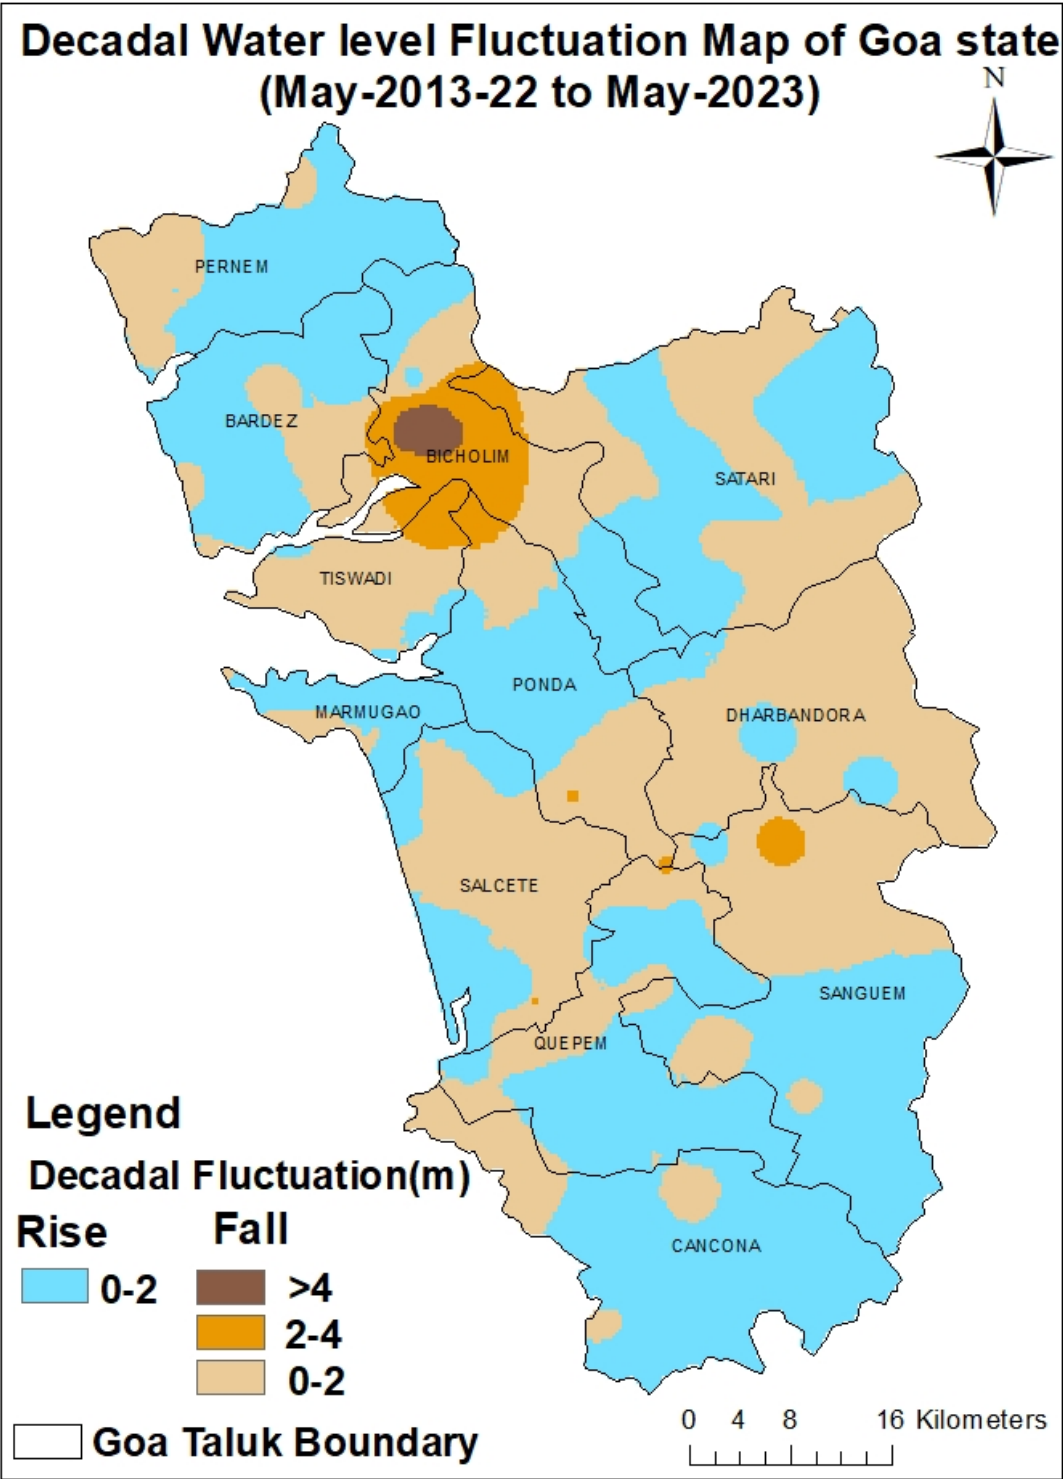 Decadal Water level Fluctuation Map of Goa state
(May-2013-22 to May-2023)
N
PERNEM
BARDEZ
BICHOLIM
SATARI
TISWADI
PONDA
MARMUGAO
DHARBANDORA
SALCETE
SANGUEM
QUEPEM
CANCONA
Legend
Decadal Fluctuation(m)
Rise Fall
0-2 >4
2-4
0-2
Goa Taluk Boundary
0 4 8 16 Kilometers